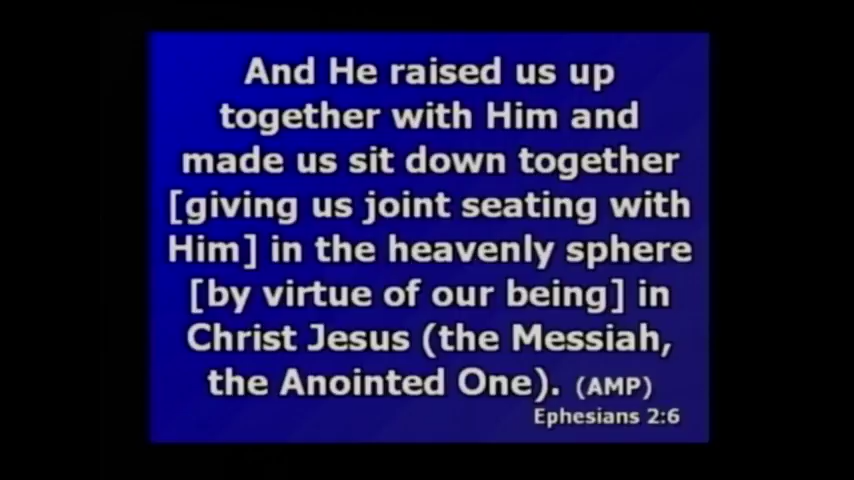 And He raised us up
together with Him and
made us sit down together
[giving us joint seating with
Him] in the heavenly sphere
[by virtue of our being] in
Christ Jesus (the Messiah,
the Anointed One). (AMP)
Ephesians 2:6